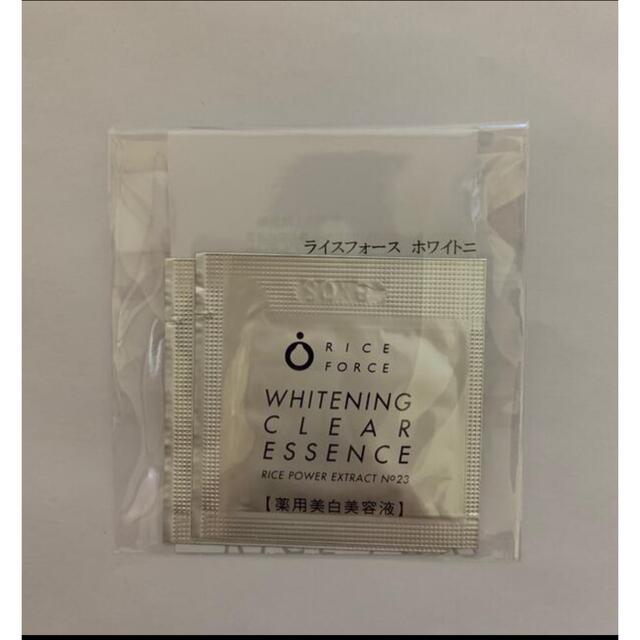 ライスフォース ホワイトニ
RICE
FORCE
WHITENING
CLEAR
ESSENCE
RICE POWER EXTRACT No23
【薬用美白美容液】